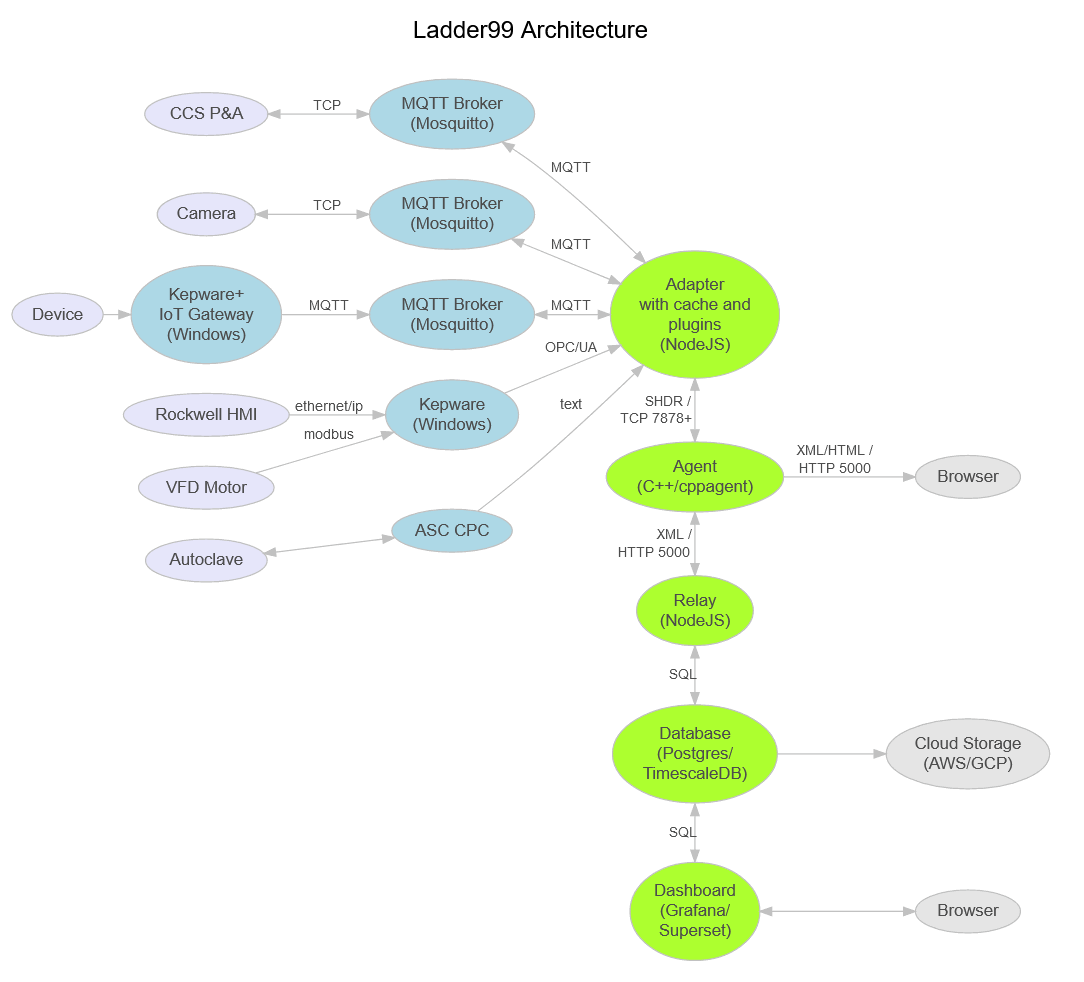 Ladder99 Architecture
CCS P&A
TCP
MQTT Broker
(Mosquitto)
MQTT
Camera
TCP
MQTT Broker
(Mosquitto)
MQTT
Device
Kepware+
IoT Gateway
(Windows)
MQTT
MQTT Broker
(Mosquitto)
MQTT
Adapter
with cache and
plugins
(NodeJS)
OPC/UA
Rockwell HMI
ethernet/ip
Kepware
(Windows)
modbus
VFD Motor
text
Autoclave
ASC CPC
SHDR /
TCP 7878+
Agent
(C++/cppagent)
XML/HTML /
HTTP 5000
Browser
XML /
HTTP 5000
Relay
(NodeJS)
SQL
Database
(Postgres/
TimescaleDB)
Cloud Storage
(AWS/GCP)
SQL
Dashboard
(Grafana/
Superset)
Browser